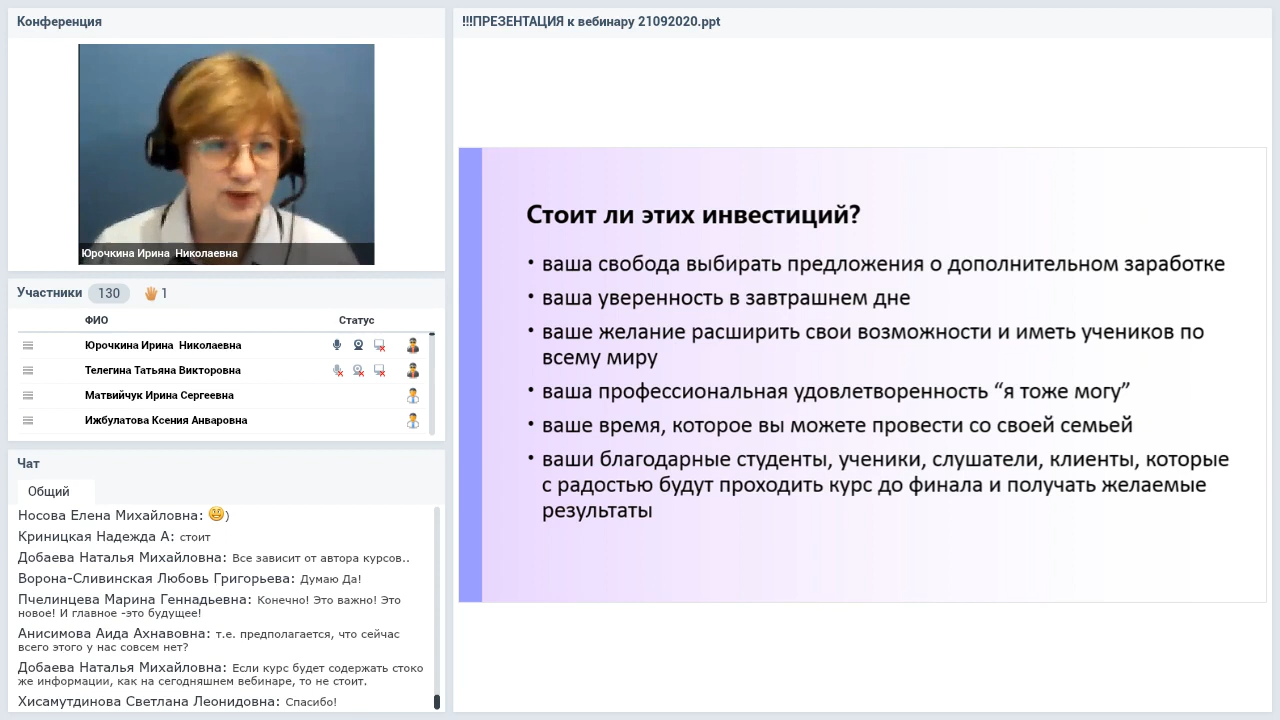 Конференция
Юрочкина Ирина  Николаевна
Участники 130 1
ФИО Статус
Юрочкина Ирина  Николаевна
Телегина Татьяна Викторовна
Матвийчук Ирина Сергеевна
Ижбулатова Ксения Анваровна
Чат
Общий
Носова Елена Михайловна: )
Криницкая Надежда А: стоит
Добаева Наталья Михайловна: Все зависит от автора курсов..
Ворона-Сливинская Любовь Григорьева: Думаю Да!
Пчелинцева Марина Геннадьевна: Конечно! Это важно! Это
новое! И главное -это будущее!
Анисимова Аида Ахнавовна: т.е. предполагается, что сейчас
всего этого у нас совсем нет?
Добаева Наталья Михайловна: Если курс будет содержать стоко
же информации, как на сегодняшнем вебинаре, то не стоит.
Хисамутдинова Светлана Леонидовна: Спасибо!
!!!ПРЕЗЕНТАЦИЯ к вебинару 21092020.ppt
Стоит ли этих инвестиций?
• ваша свобода выбирать предложения о дополнительном заработке
• ваша уверенность в завтрашнем дне
• ваше желание расширить свои возможности и иметь учеников по
всему миру
• ваша профессиональная удовлетворенность “я тоже могу”
• ваше время, которое вы можете провести со своей семьей
• ваши благодарные студенты, ученики, слушатели, клиенты, которые
с радостью будут проходить курс до финала и получать желаемые
результаты